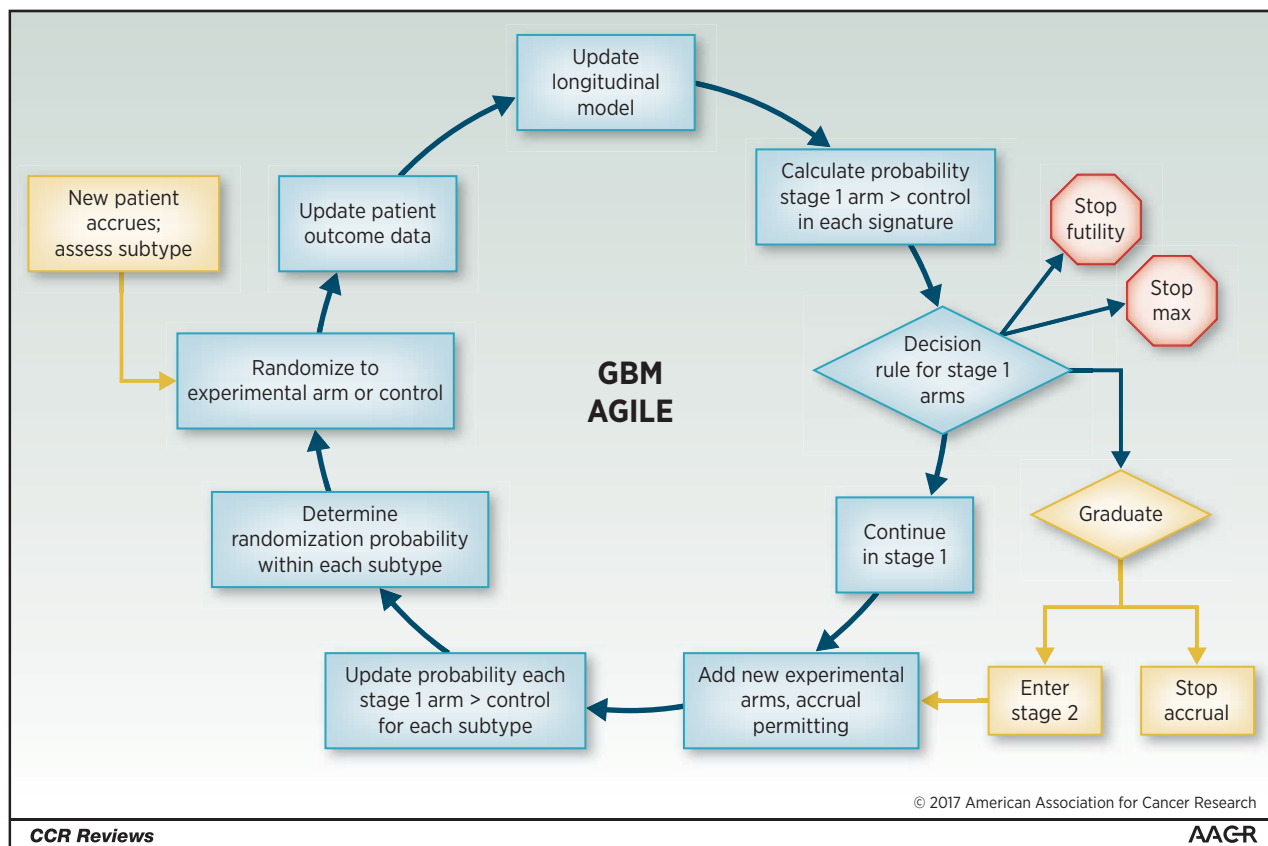 Update
longitudinal
model
New patient
accrues;
assess subtype
Update patient
outcome data
Calculate probability
stage 1 arm > control
in each signature
Stop
futility
Stop
max
Randomize to
experimental arm or control
GBM
AGILE
Decision
rule for stage 1
arms
Determine
randomization probability
within each subtype
Continue
in stage 1
Graduate
Update probability each
stage 1 arm > control
for each subtype
Add new experimental
arms, accrual
permitting
Enter
stage 2
Stop
accrual
© 2017 American Association for Cancer Research
CCR Reviews
AACR